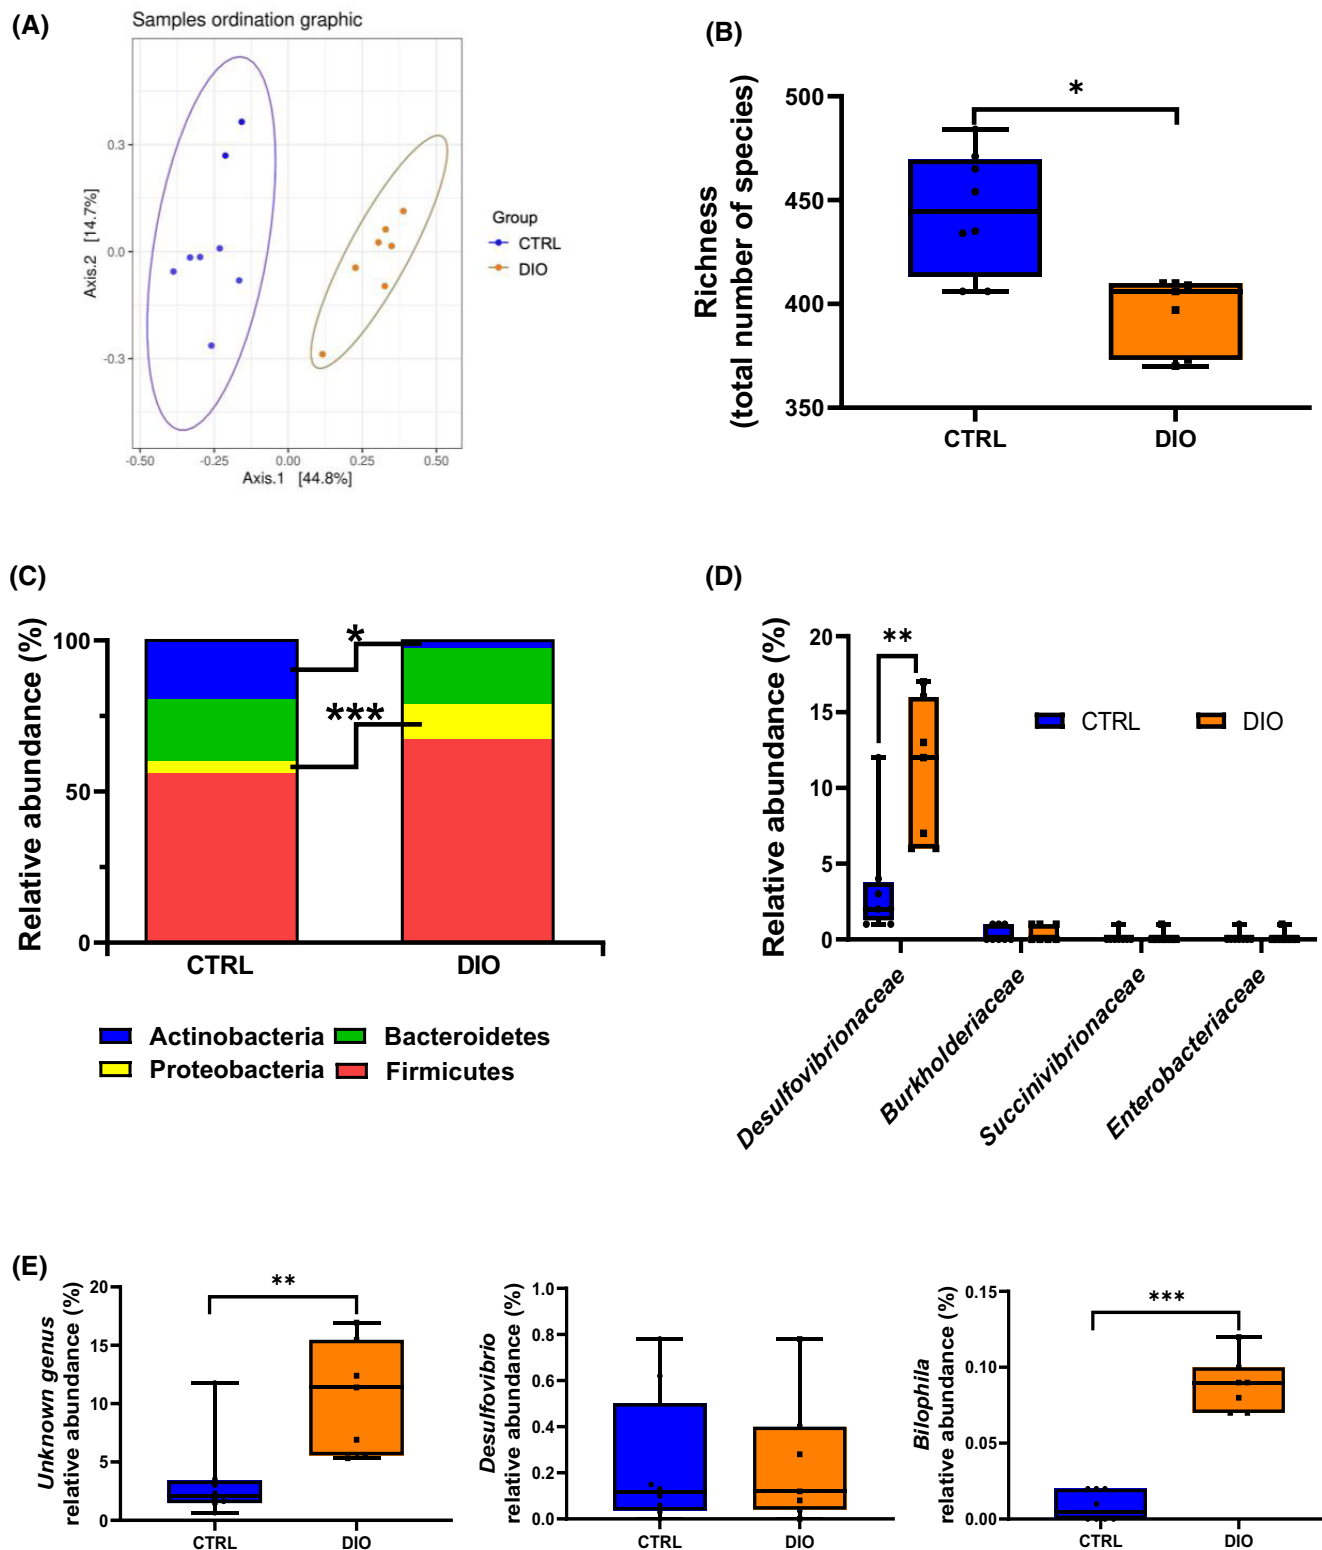 (A)
Samples ordination graphic
0.3
0.0
-0.3
Axis.2 [14.7%]
-0.50
-0.25
0.00
0.25
0.50
Axis.1 [44.8%]
Group
CTRL
DIO
(B)
Richness
(total number of species)
500
450
400
350
*
CTRL
DIO
(C)
Relative abundance (%)
100
50
0
*
***
CTRL
DIO
Actinobacteria
Bacteroidetes
Proteobacteria
Firmicutes
(D)
Relative abundance (%)
20
15
10
5
0
**
CTRL
DIO
Desulfovibrionaceae
Burkholderiaceae
Succinivibrionaceae
Enterobacteriaceae
(E)
Unknown genus
relative abundance (%)
20
15
10
5
0
**
CTRL
DIO
Desulfovibrio
relative abundance (%)
1.0
0.8
0.6
0.4
0.2
0.0
CTRL
DIO
Bilophila
relative abundance (%)
0.15
0.10
0.05
0.00
***
CTRL
DIO